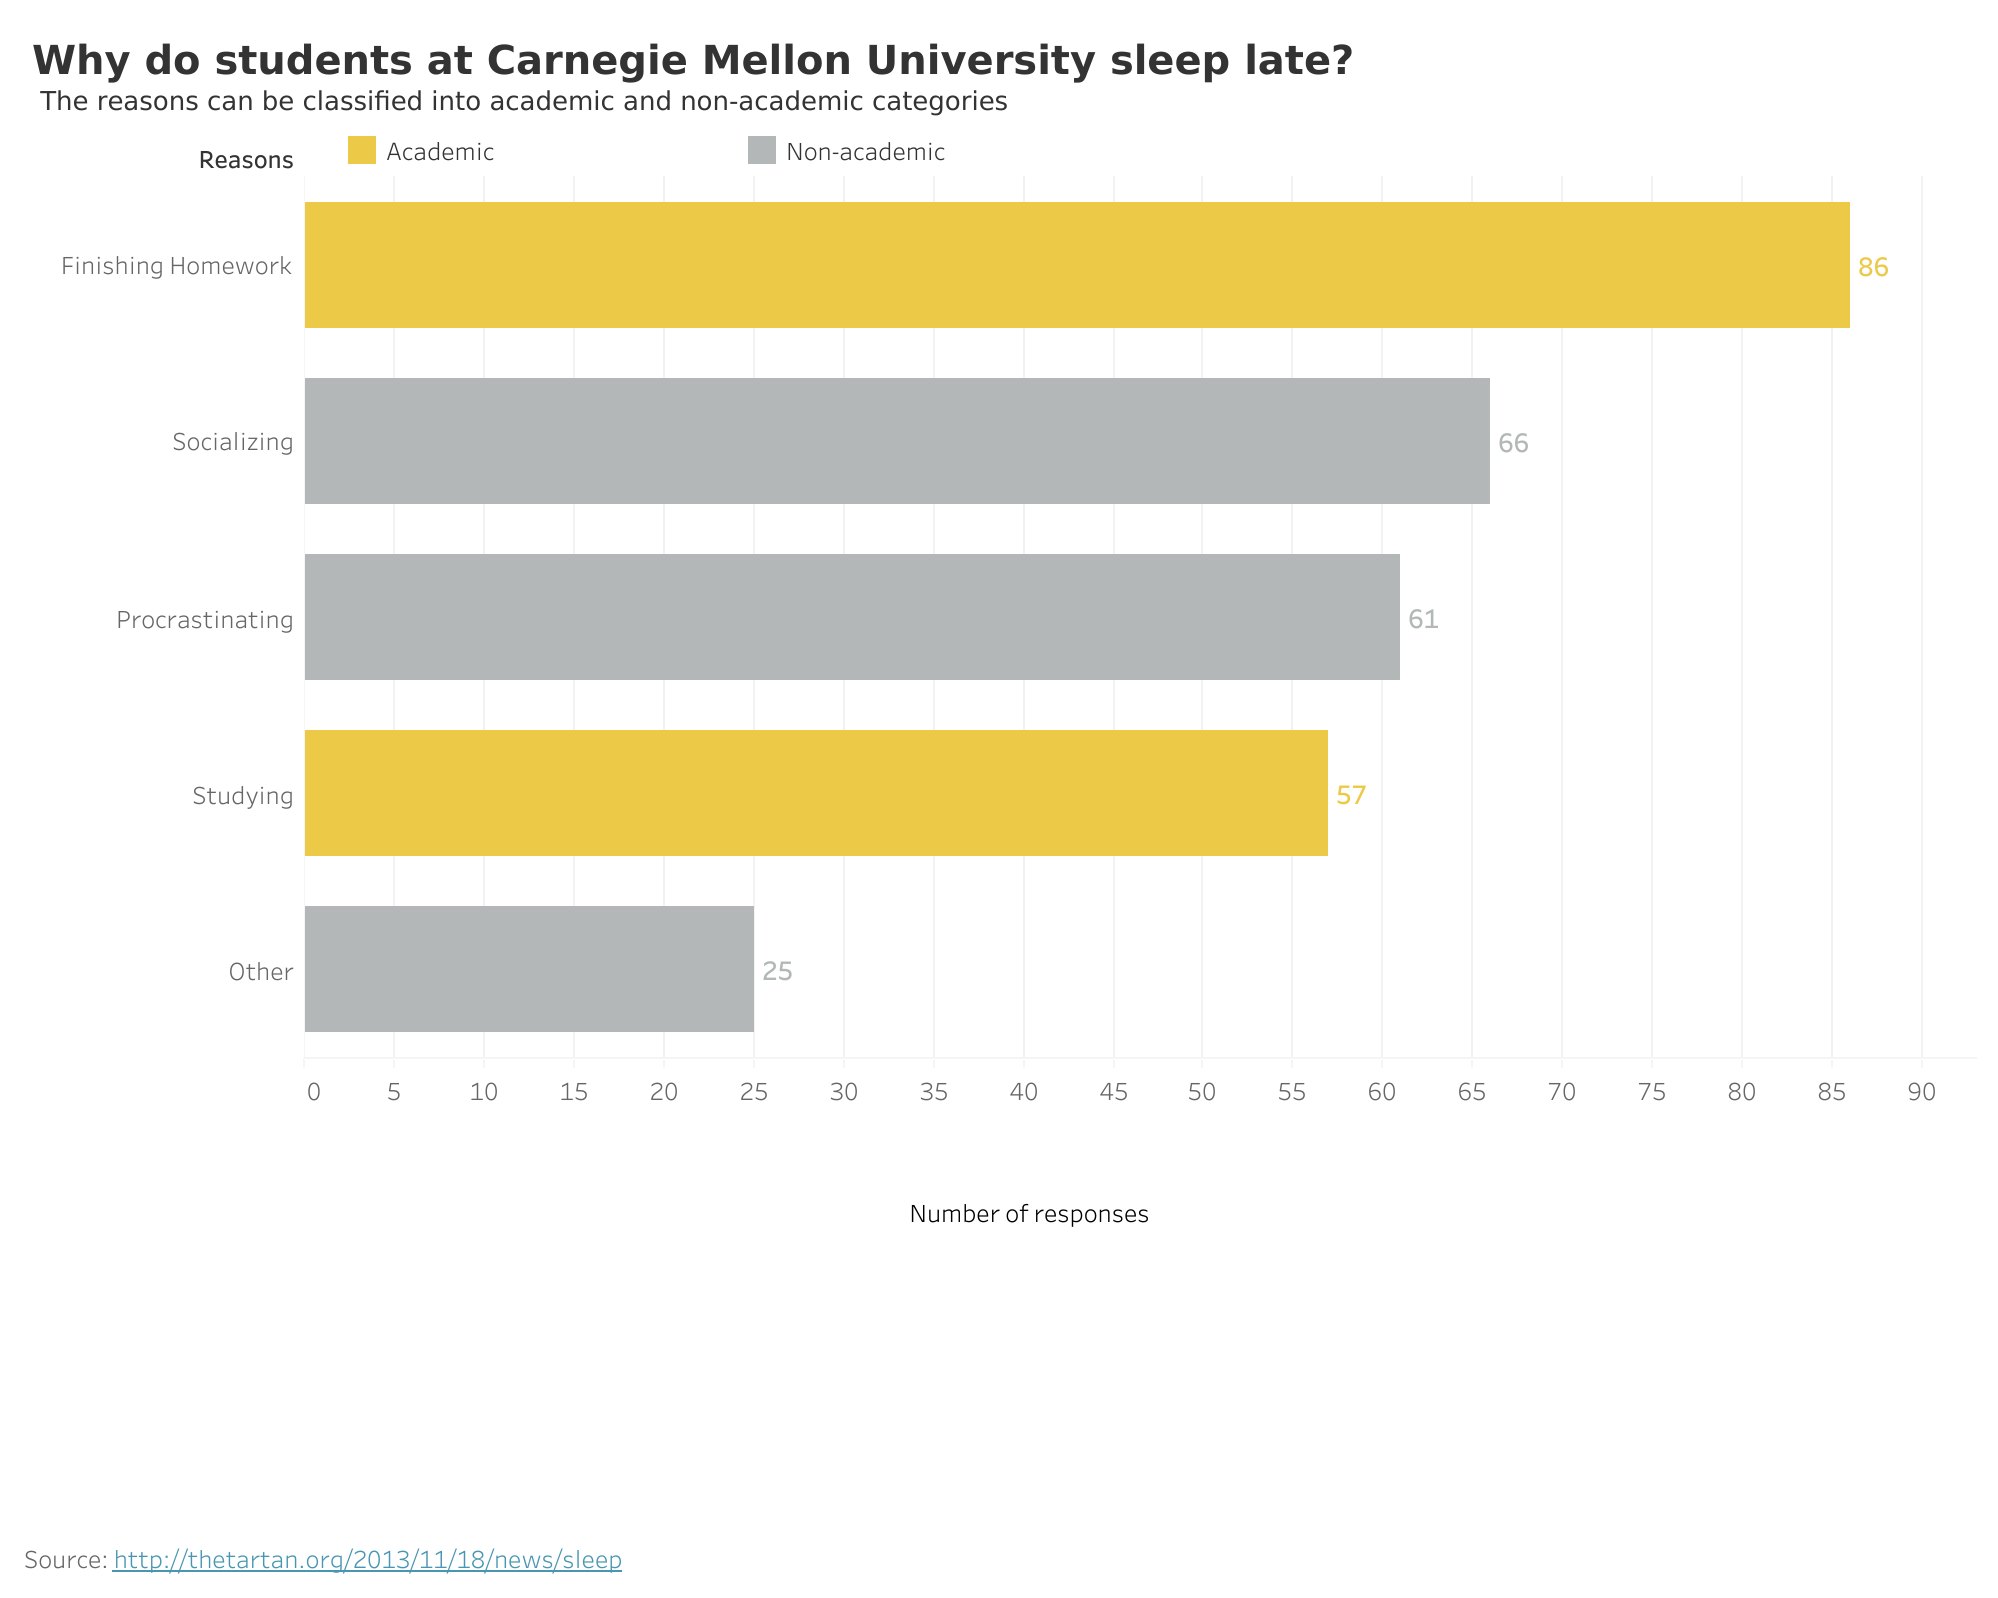 Why do students at Carnegie Mellon University sleep late?
The reasons can be classified into academic and non-academic categories
Reasons
Academic
Non-academic
Finishing Homework
86
Socializing
66
Procrastinating
61
Studying
57
Other
25
0 5 10 15 20 25 30 35 40 45 50 55 60 65 70 75 80 85 90
Number of responses
Source: http://thetartan.org/2013/11/18/news/sleep